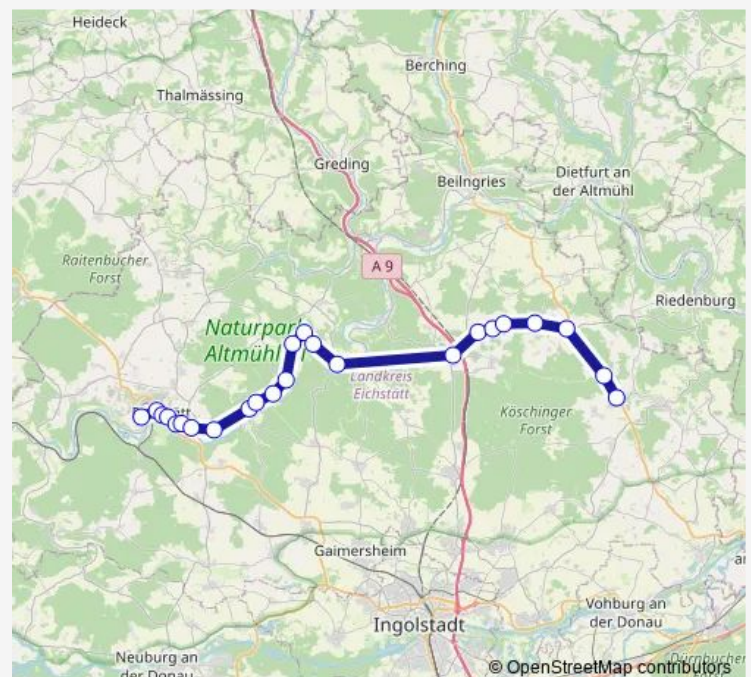 Heideck
Berching
Thalmässing
Greding
Beilngries
Dietfurt an
der Altmühl
A 9
Raitenbucher
Forst
Riedenburg
Naturpark
Altmühltal
Landkreis
Eichstätt
Köschinger
Forst
Gaimersheim
Vohburg an
der Donau
Ingolstadt
Neuburg an
der Donau
© OpenStreetMap contributors